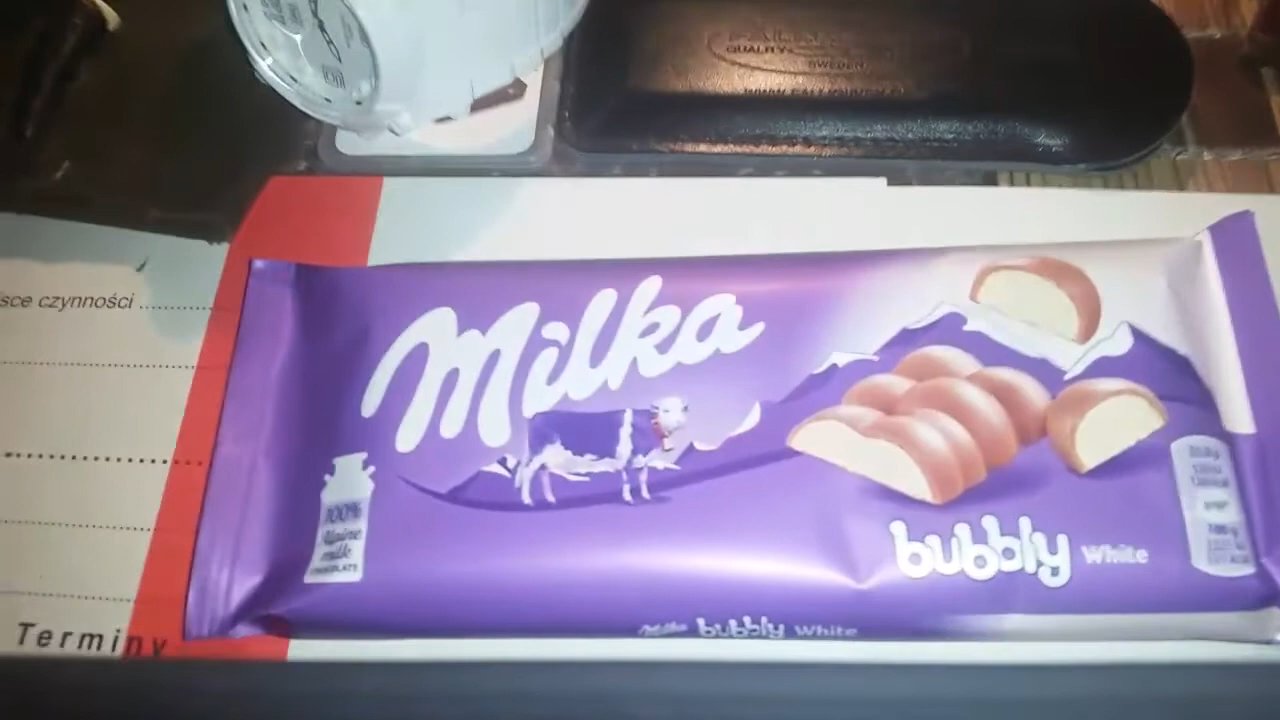 QUALITY
SWEDEN
sce czynności
Milka
100%
Alpine
milk
CHOCOLATE
bubbly White
Terminy
Milka bubbly White